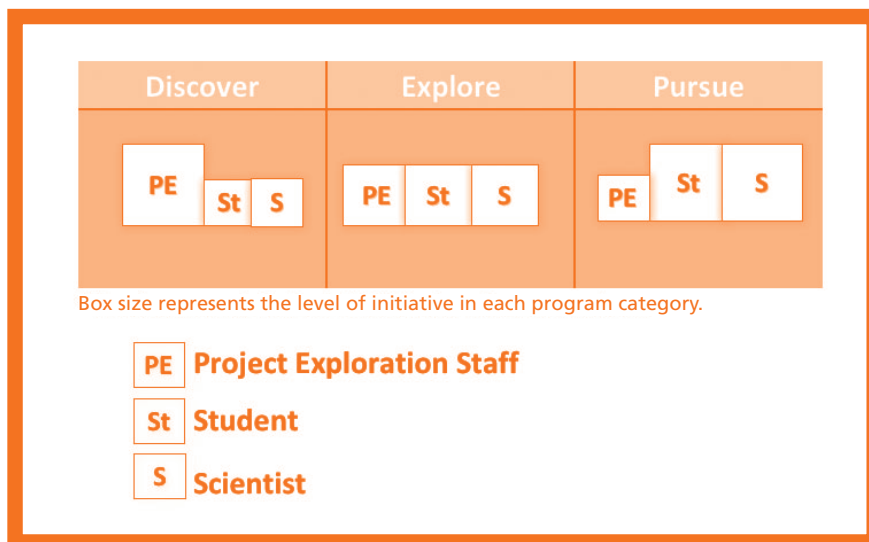 Discover Explore Pursue
PE St S PE St S PE St S
Box size represents the level of initiative in each program category.
PE Project Exploration Staff
St Student
S Scientist